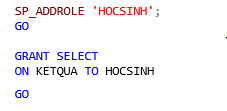 SP_ADDROLE 'HOCSINH';
GO
GRANT SELECT
ON KETQUA TO HOCSINH
GO